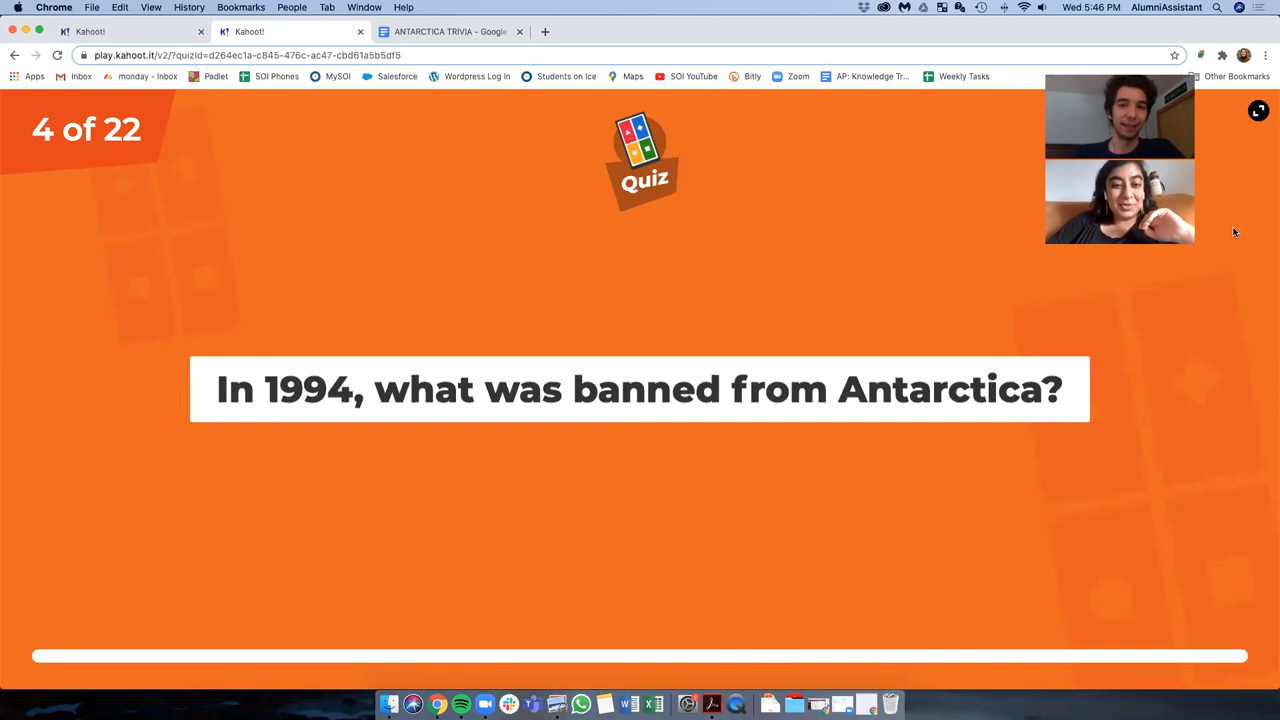 Chrome File Edit View History Bookmarks People Tab Window Help Wed 5:46 PM AlumniAssistant
Kahoot! Kahoot! ANTARCTICA TRIVIA - Google
play.kahoot.it/v2/?quizId=d264ec1a-c845-476c-ac47-cbd61a5b5df5
Apps Inbox monday - Inbox Padlet SOI Phones MySOI Salesforce Wordpress Log In Students on Ice Maps SOI YouTube Bitly Zoom AP: Knowledge Tr... Weekly Tasks Other Bookmarks
4 of 22
Quiz
In 1994, what was banned from Antarctica?